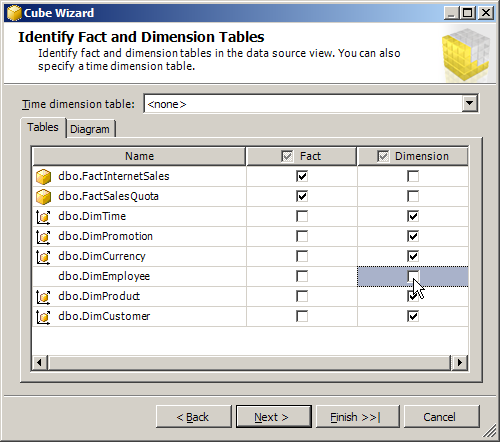 Cube Wizard
Identify Fact and Dimension Tables
Identify fact and dimension tables in the data source view. You can also
specify a time dimension table.
Time dimension table: <none>
Tables Diagram
Name Fact Dimension
dbo.FactInternetSales
dbo.FactSalesQuota
dbo.DimTime
dbo.DimPromotion
dbo.DimCurrency
dbo.DimEmployee
dbo.DimProduct
dbo.DimCustomer
< Back Next > Finish >>| Cancel